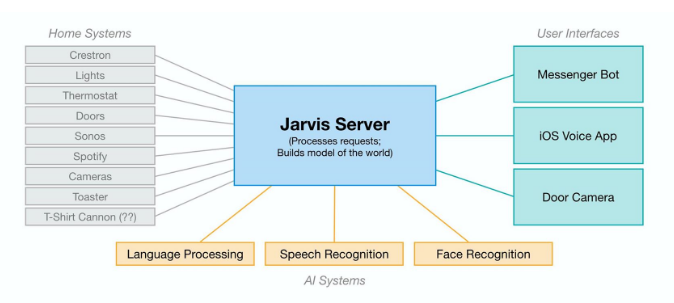 Home Systems
Crestron
Lights
Thermostat
Doors
Sonos
Spotify
Cameras
Toaster
T-Shirt Cannon (??)
Jarvis Server
(Processes requests;
Builds model of the world)
User Interfaces
Messenger Bot
iOS Voice App
Door Camera
Language Processing
Speech Recognition
Face Recognition
AI Systems